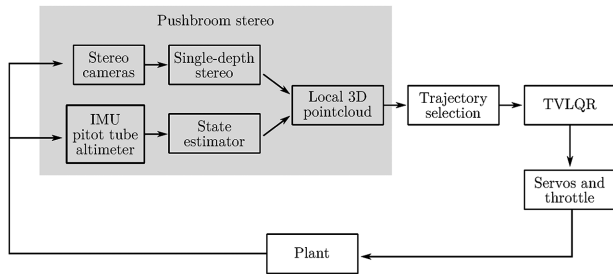 Pushbroom stereo
Stereo
cameras
Single-depth
stereo
IMU
pitot tube
altimeter
State
estimator
Local 3D
pointcloud
Trajectory
selection
TVLQR
Servos and
throttle
Plant